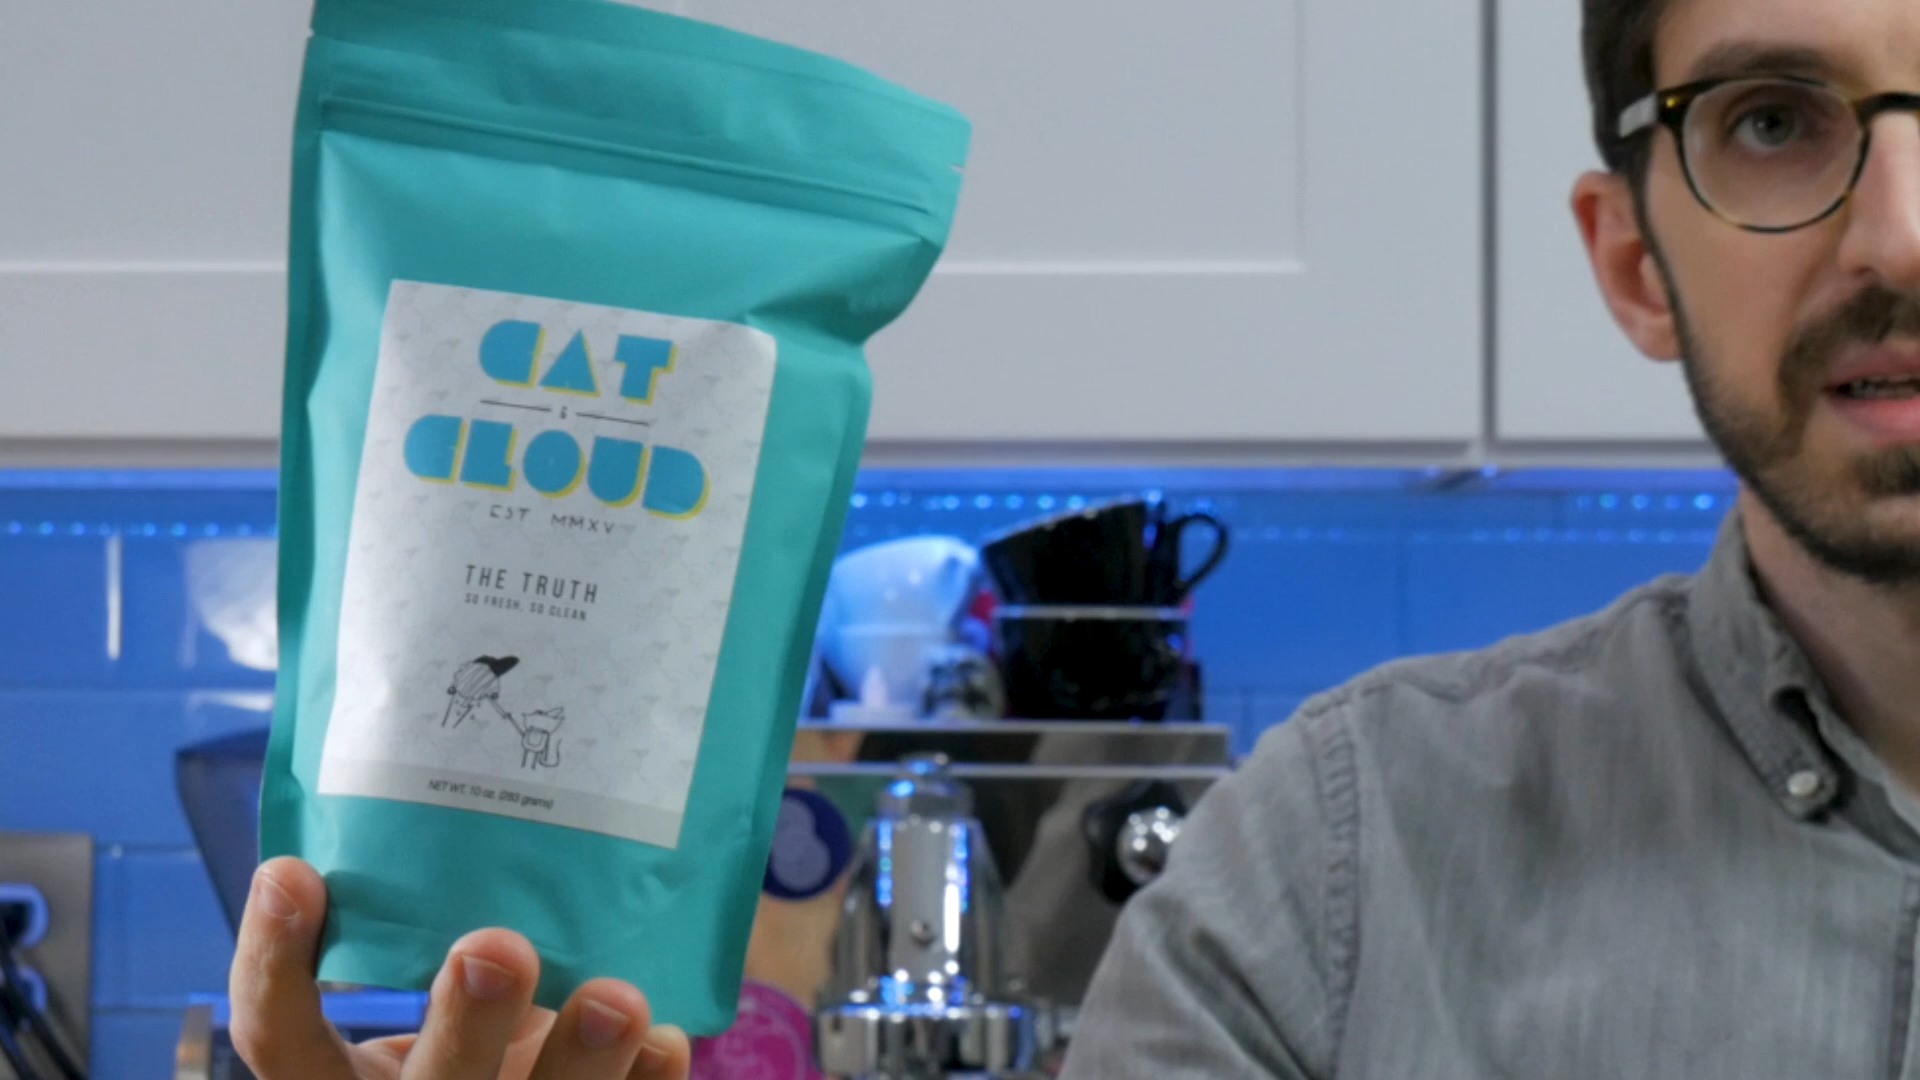 CAT
&
CLOUD
EST MMXV
THE TRUTH
SO FRESH, SO CLEAN
NET WT. 10 oz. (283 grams)